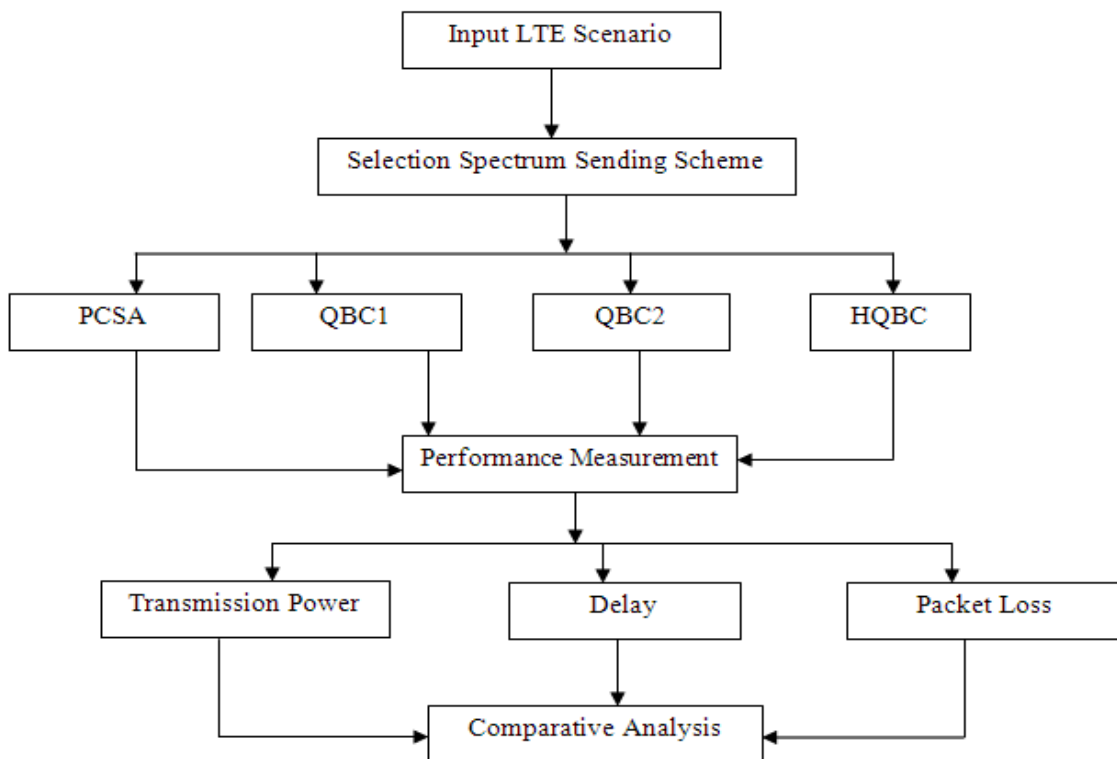 Input LTE Scenario
Selection Spectrum Sending Scheme
PCSA
QBC1
QBC2
HQBC
Performance Measurement
Transmission Power
Delay
Packet Loss
Comparative Analysis